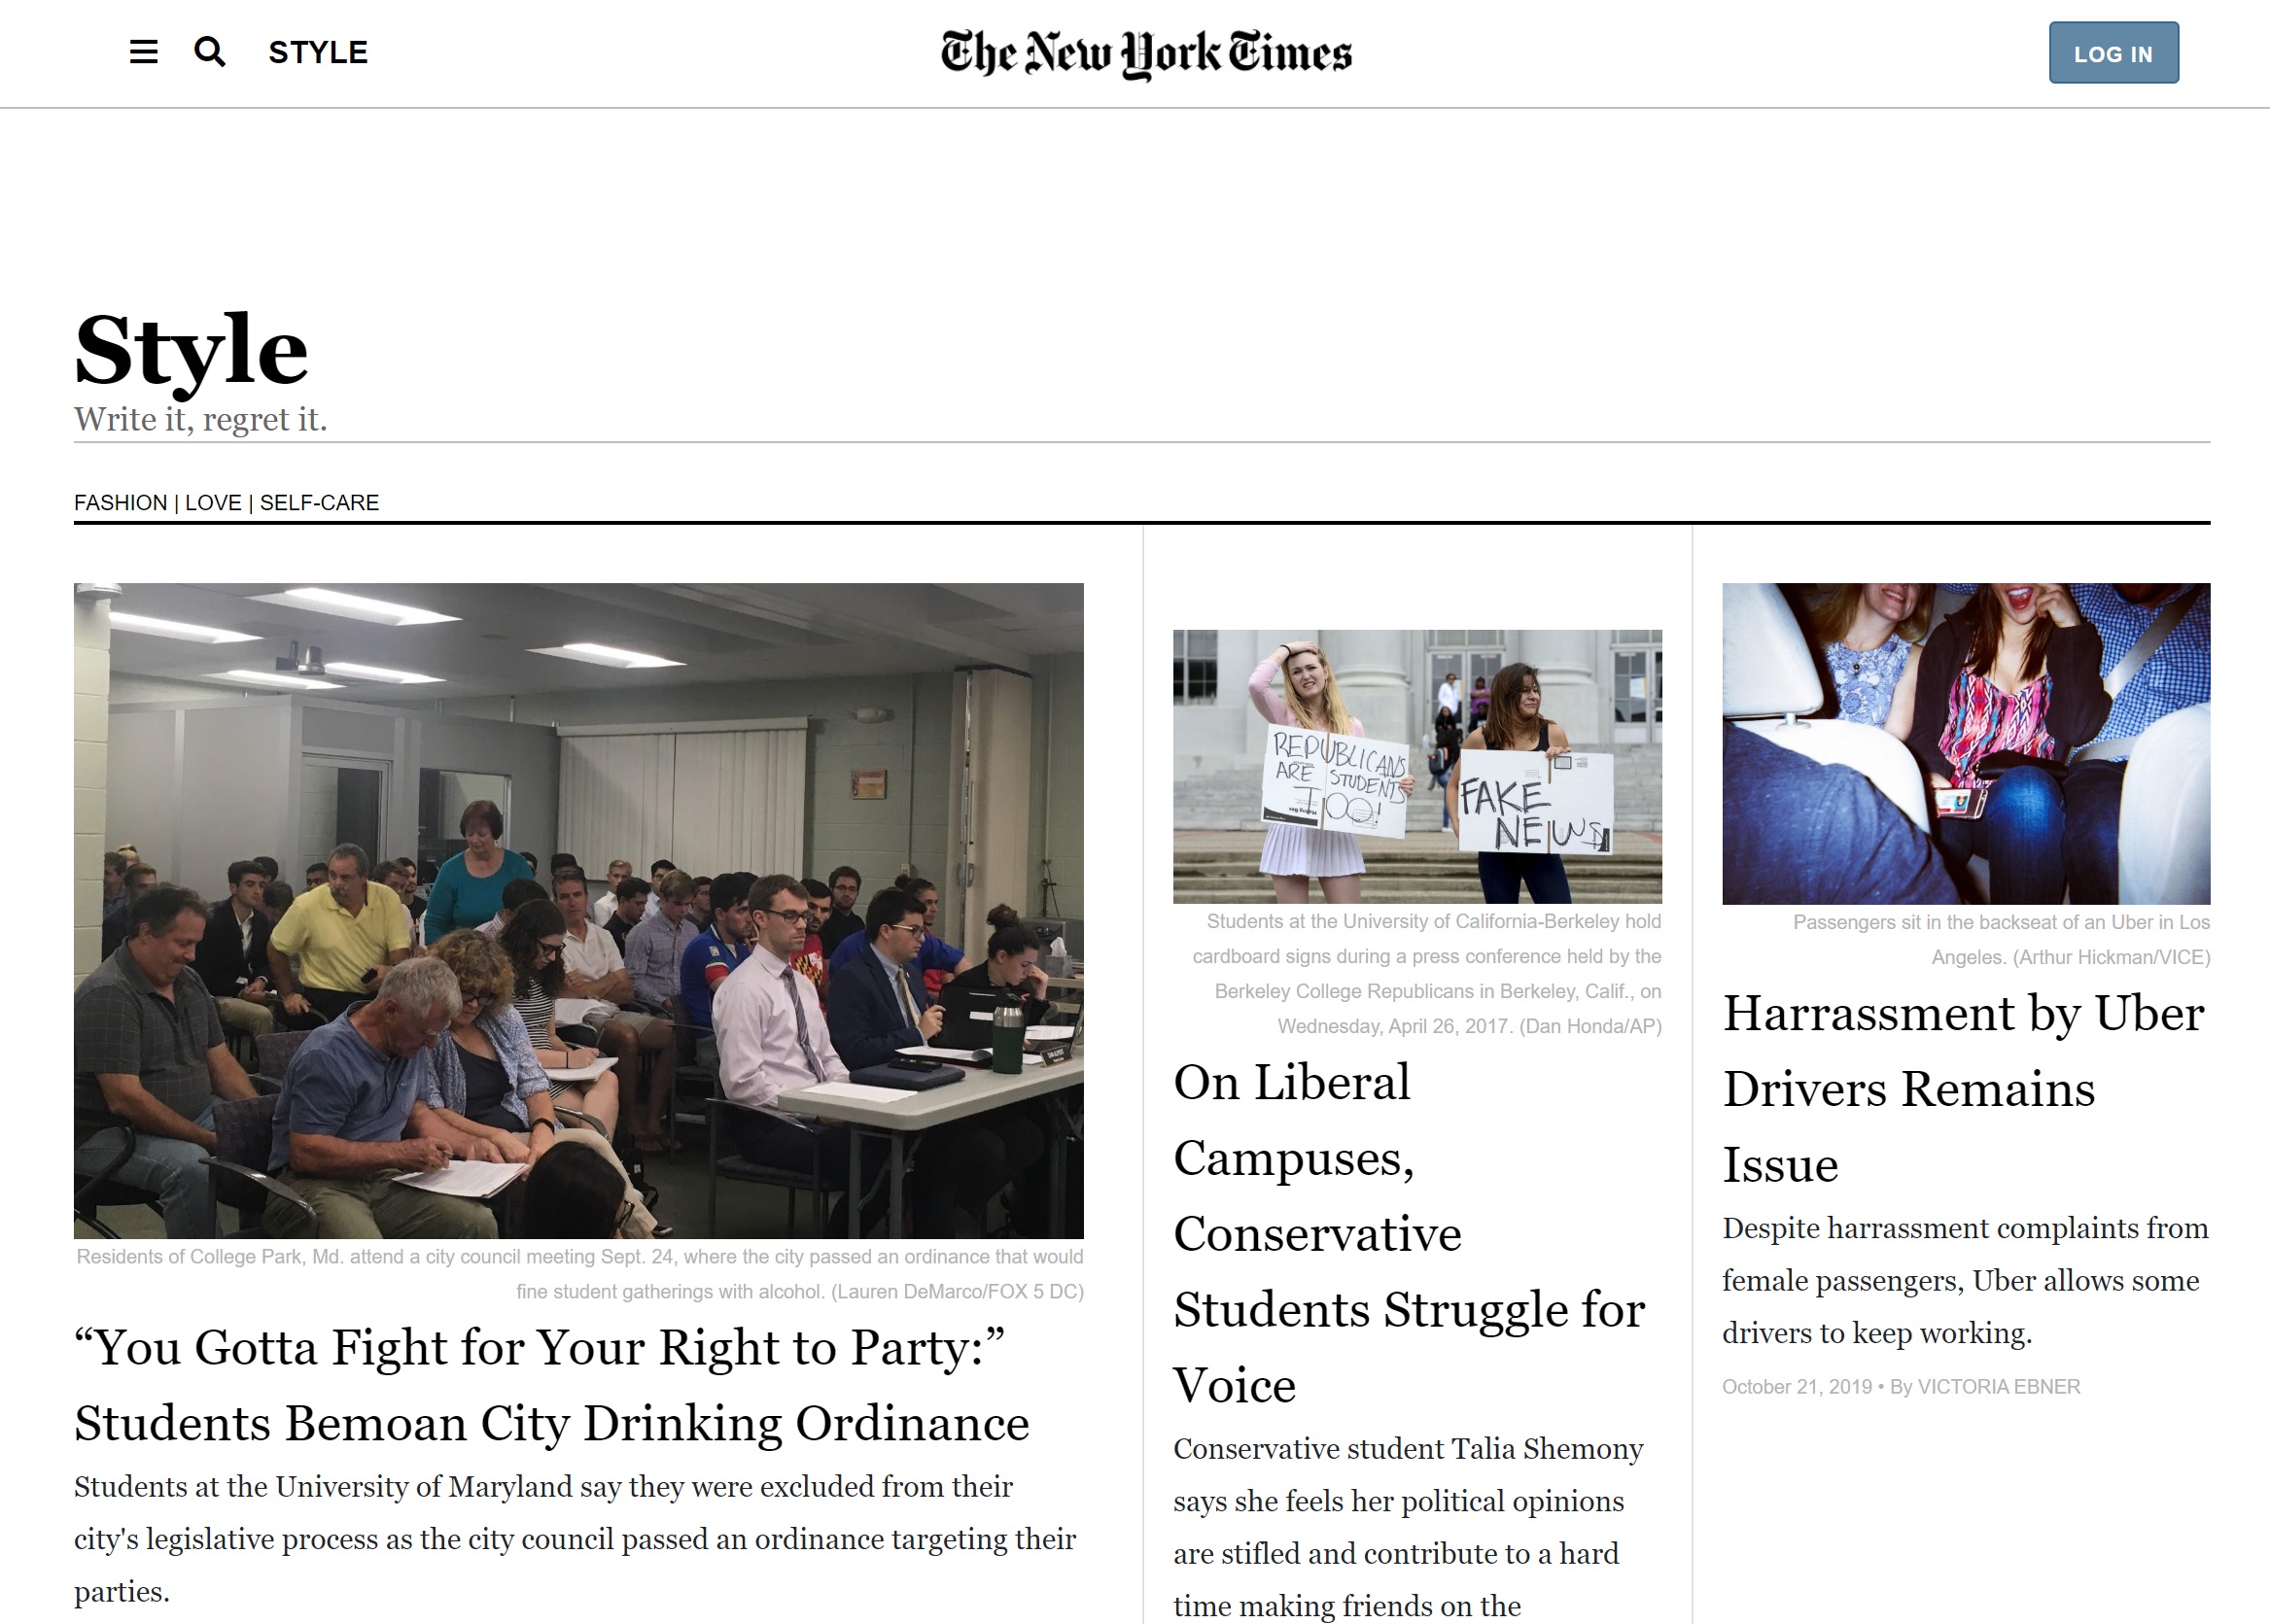 STYLE
The New York Times
LOG IN
Style
Write it, regret it.
FASHION | LOVE | SELF-CARE
Residents of College Park, Md. attend a city council meeting Sept. 24, where the city passed an ordinance that would
fine student gatherings with alcohol. (Lauren DeMarco/FOX 5 DC)
“You Gotta Fight for Your Right to Party:”
Students Bemoan City Drinking Ordinance
Students at the University of Maryland say they were excluded from their
city's legislative process as the city council passed an ordinance targeting their
parties.
REPUBLICANS
ARE STUDENTS
TOO!
FAKE
NEWS
Students at the University of California-Berkeley hold
cardboard signs during a press conference held by the
Berkeley College Republicans in Berkeley, Calif., on
Wednesday, April 26, 2017. (Dan Honda/AP)
On Liberal
Campuses,
Conservative
Students Struggle for
Voice
Conservative student Talia Shemony
says she feels her political opinions
are stifled and contribute to a hard
time making friends on the
Passengers sit in the backseat of an Uber in Los
Angeles. (Arthur Hickman/VICE)
Harrassment by Uber
Drivers Remains
Issue
Despite harrassment complaints from
female passengers, Uber allows some
drivers to keep working.
October 21, 2019 • By VICTORIA EBNER